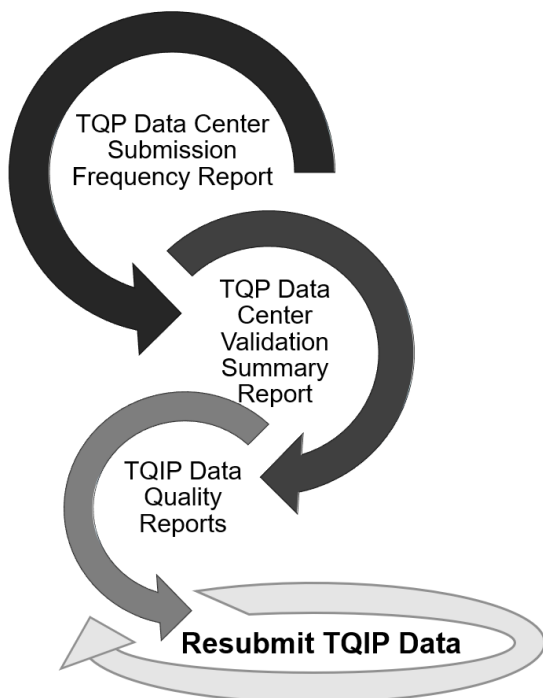 TQP Data Center
Submission
Frequency Report
TQP Data
Center
Validation
Summary
Report
TQIP Data
Quality
Reports
Resubmit TQIP Data